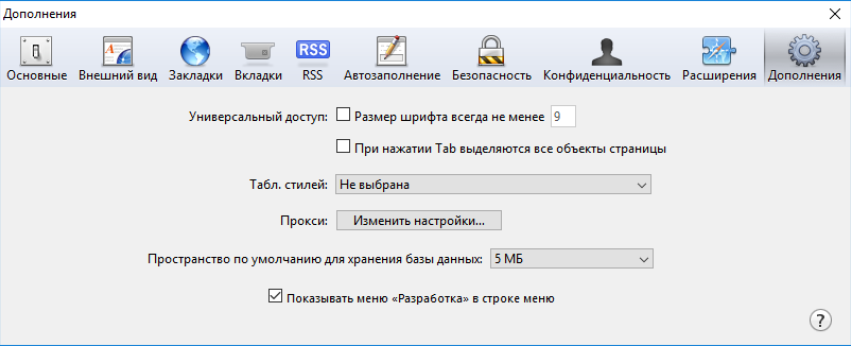 Дополнения
RSS
Основные Внешний вид Закладки Вкладки RSS Автозаполнение Безопасность Конфиденциальность Расширения Дополнения
Универсальный доступ: Размер шрифта всегда не менее 9
При нажатии Tab выделяются все объекты страницы
Табл. стилей: Не выбрана
Прокси: Изменить настройки...
Пространство по умолчанию для хранения базы данных: 5 МБ
Показывать меню «Разработка» в строке меню
?